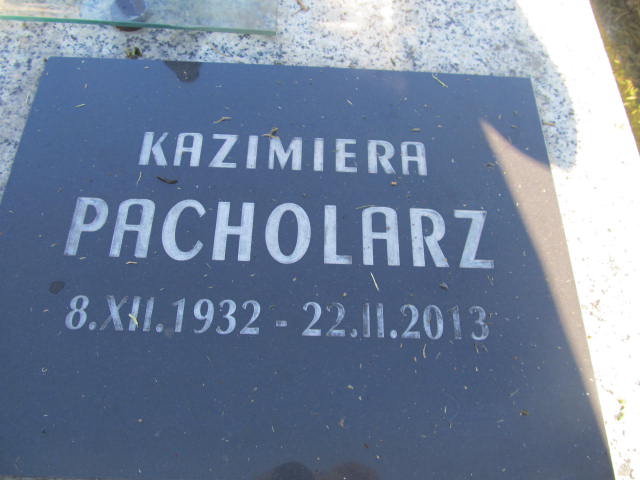 KAZIMIERA
PACHOLARZ
8.XII.1932 - 22.II.2013